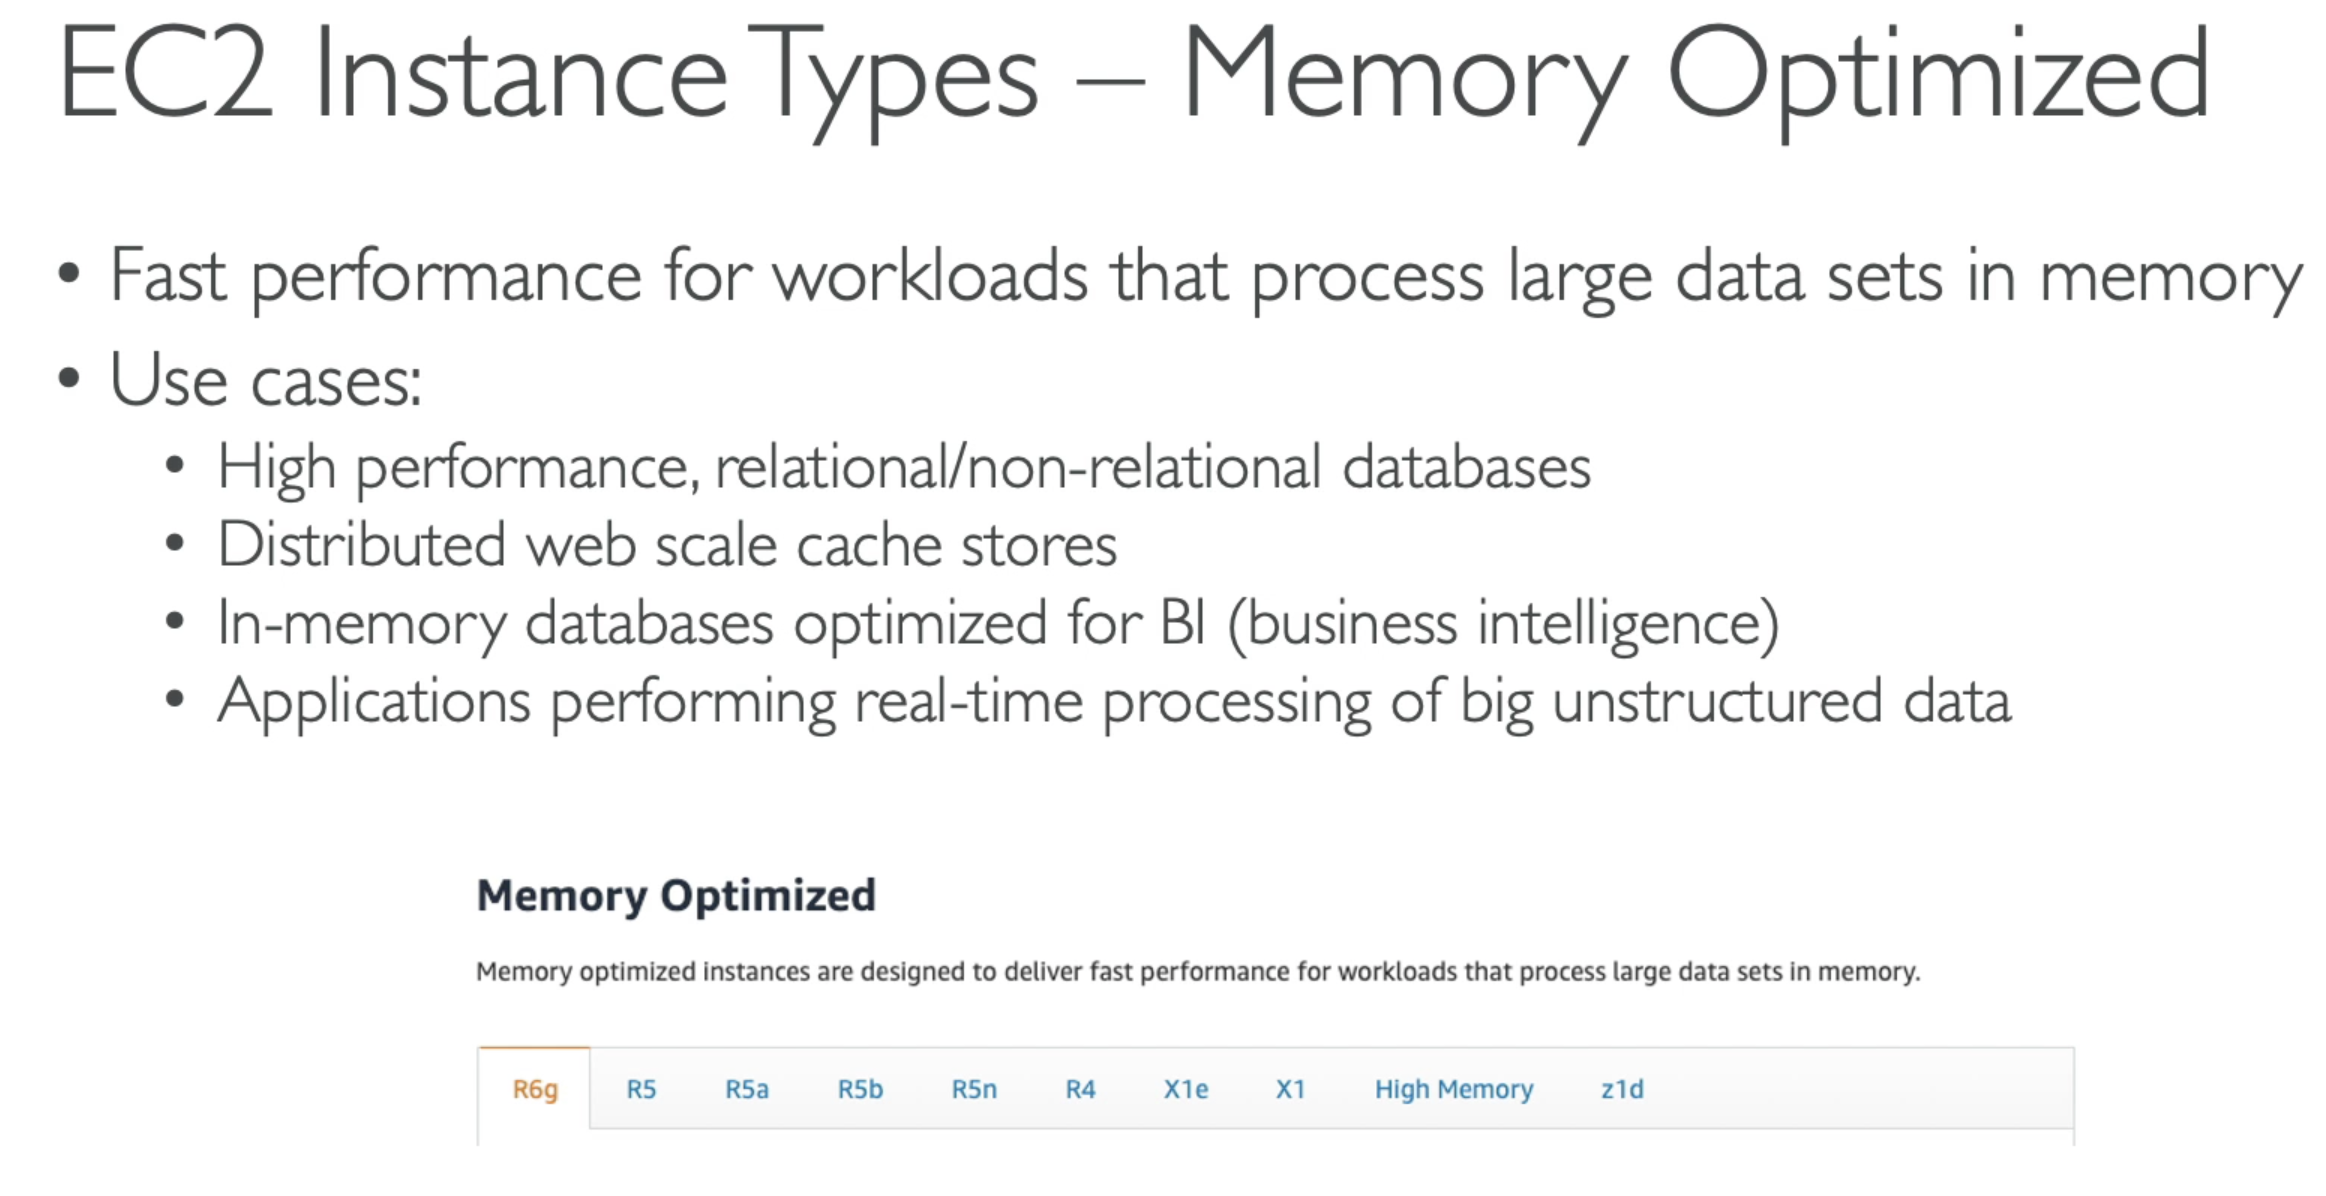 EC2 Instance Types – Memory Optimized
• Fast performance for workloads that process large data sets in memory
• Use cases:
• High performance, relational/non-relational databases
• Distributed web scale cache stores
• In-memory databases optimized for BI (business intelligence)
• Applications performing real-time processing of big unstructured data
Memory Optimized
Memory optimized instances are designed to deliver fast performance for workloads that process large data sets in memory.
R6g R5 R5a R5b R5n R4 X1e X1 High Memory z1d